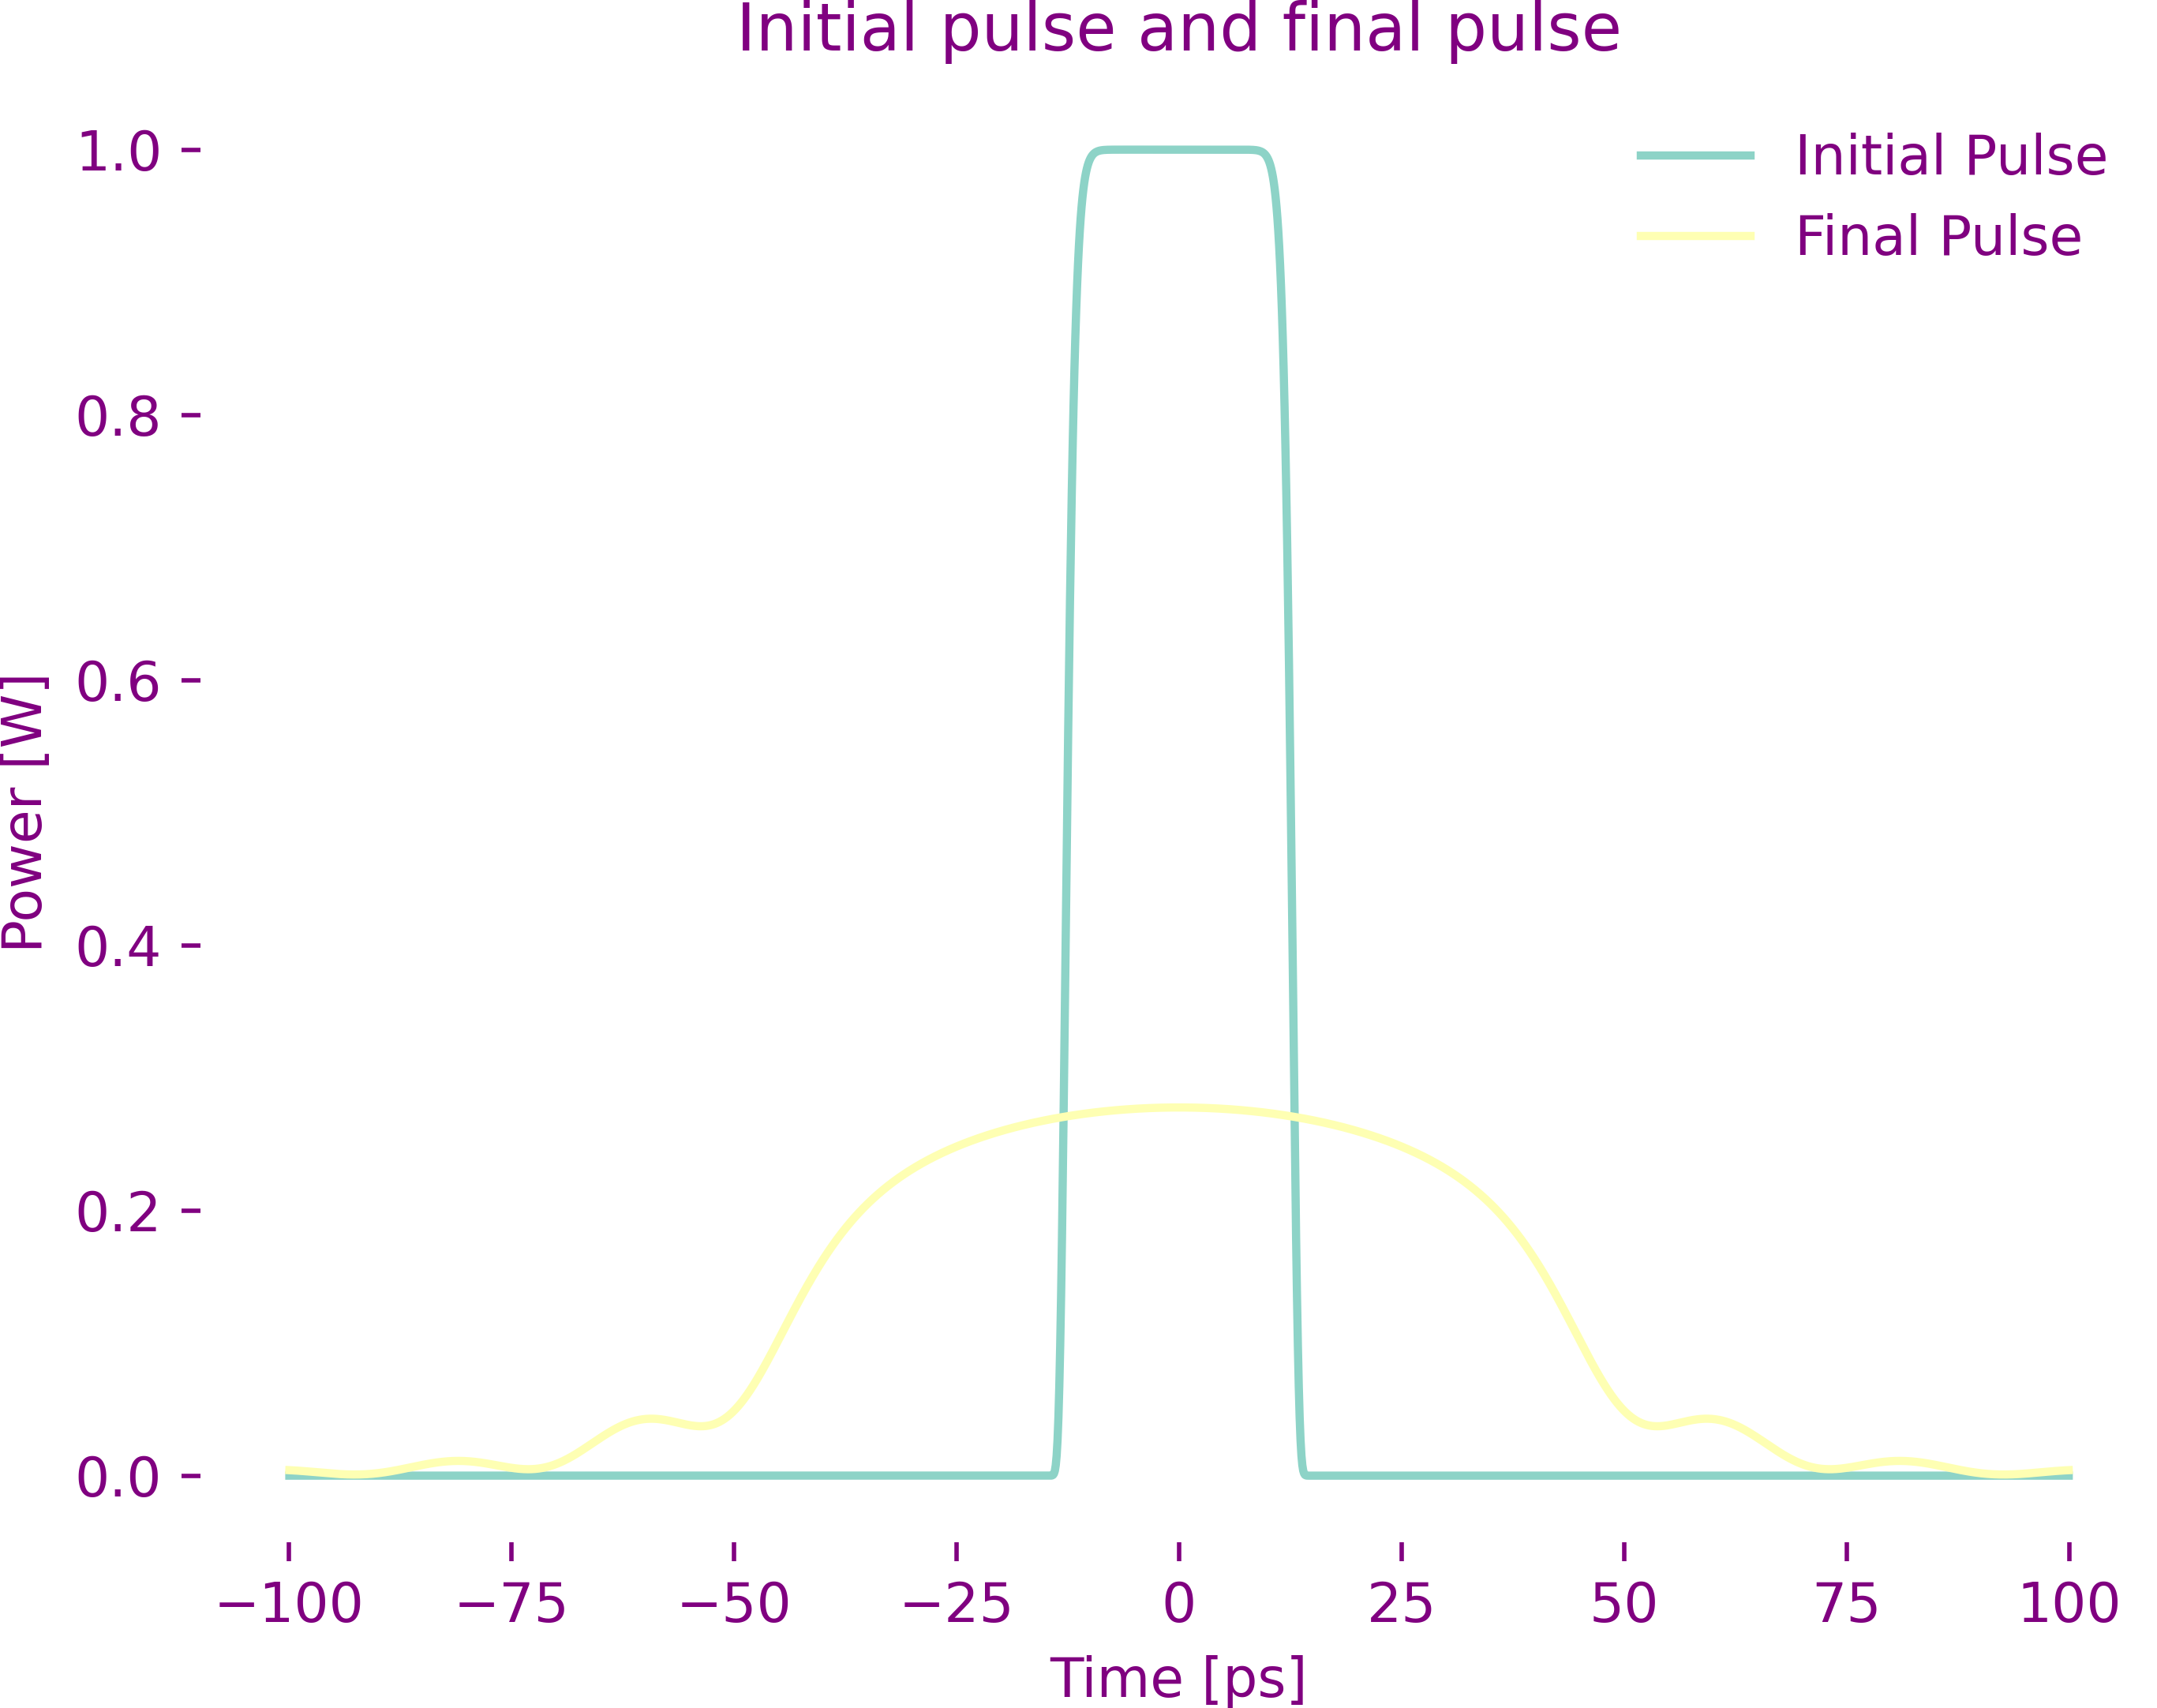 Initial pulse and final pulse
Initial Pulse
Final Pulse
Power [W]
1.0
0.8
0.6
0.4
0.2
0.0
−100 −75 −50 −25 0 25 50 75 100
Time [ps]